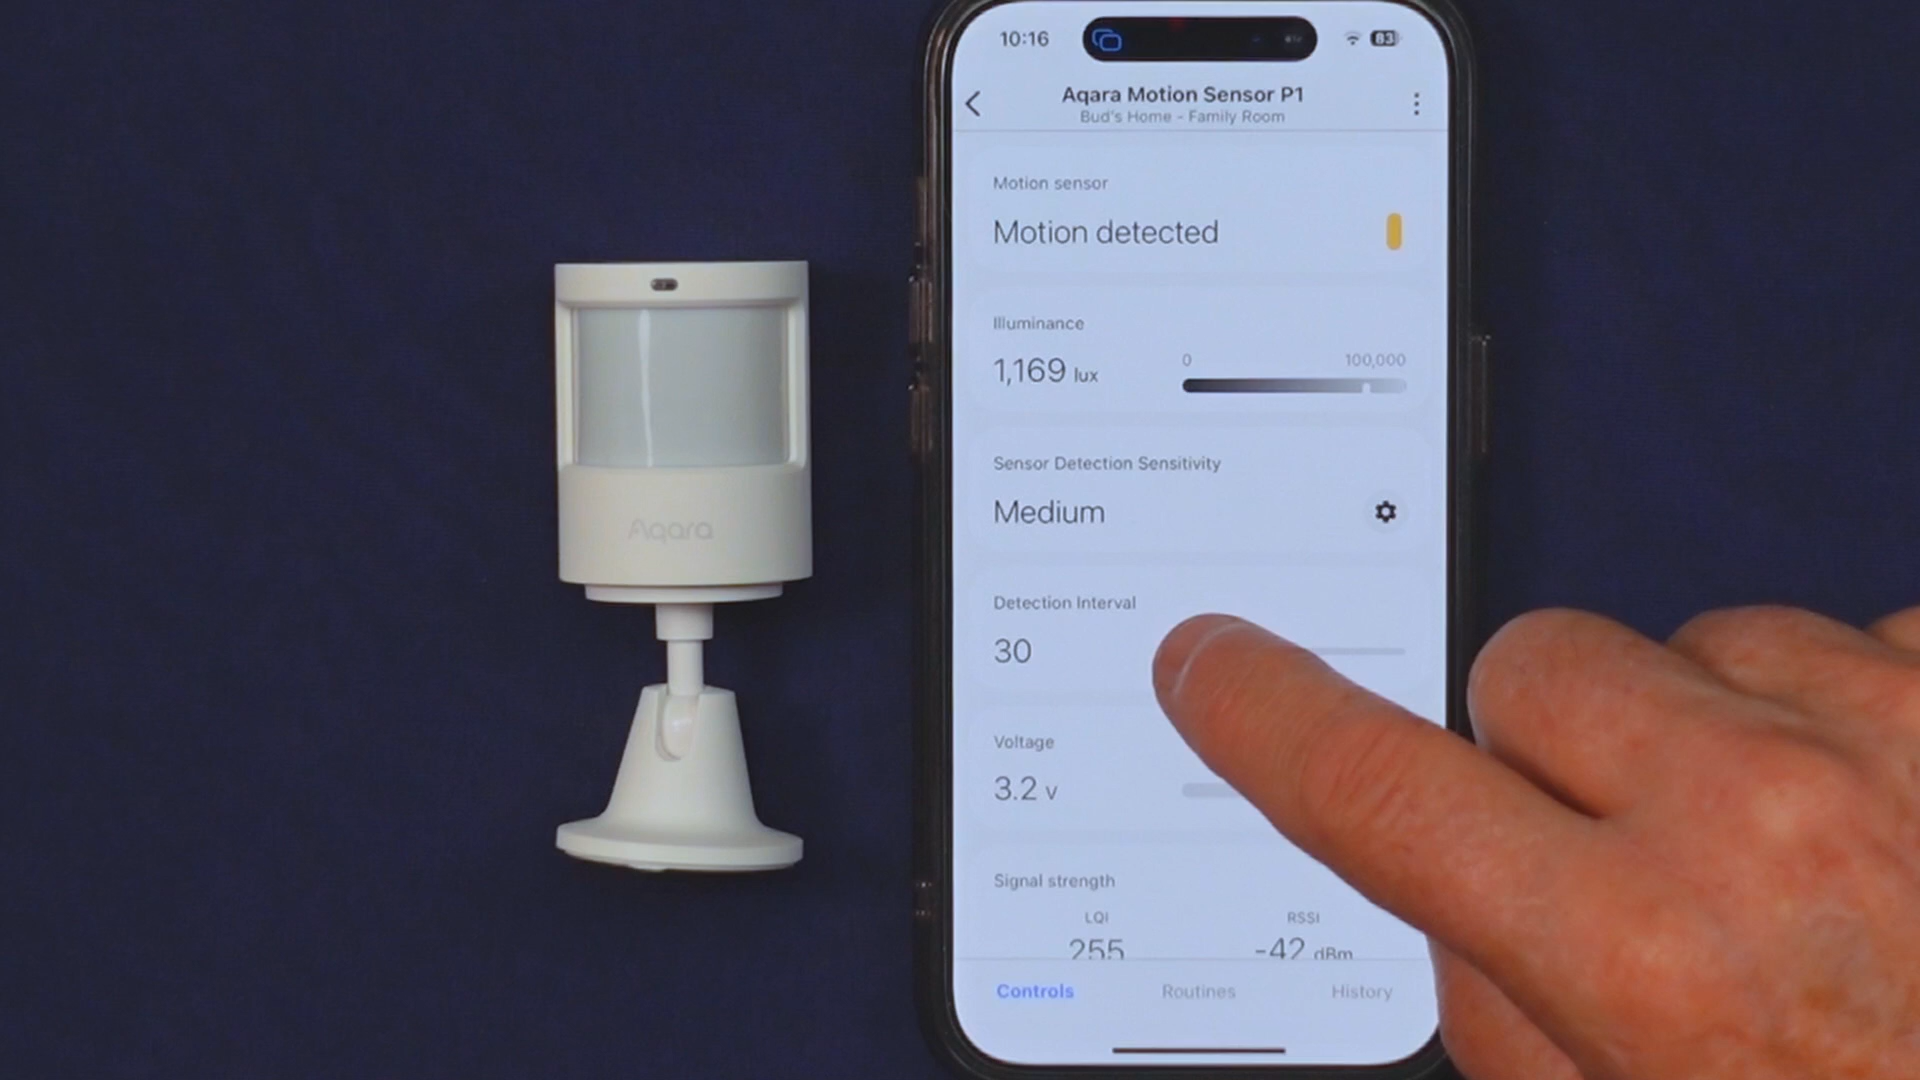 10:16
83
Aqara Motion Sensor P1
Bud's Home - Family Room
Motion sensor
Motion detected
Illuminance
1,169 lux
0
100,000
Sensor Detection Sensitivity
Medium
Detection Interval
30
Voltage
3.2 v
Signal strength
LQI
RSSI
255
-42 dBm
Controls
Routines
History
Aqara